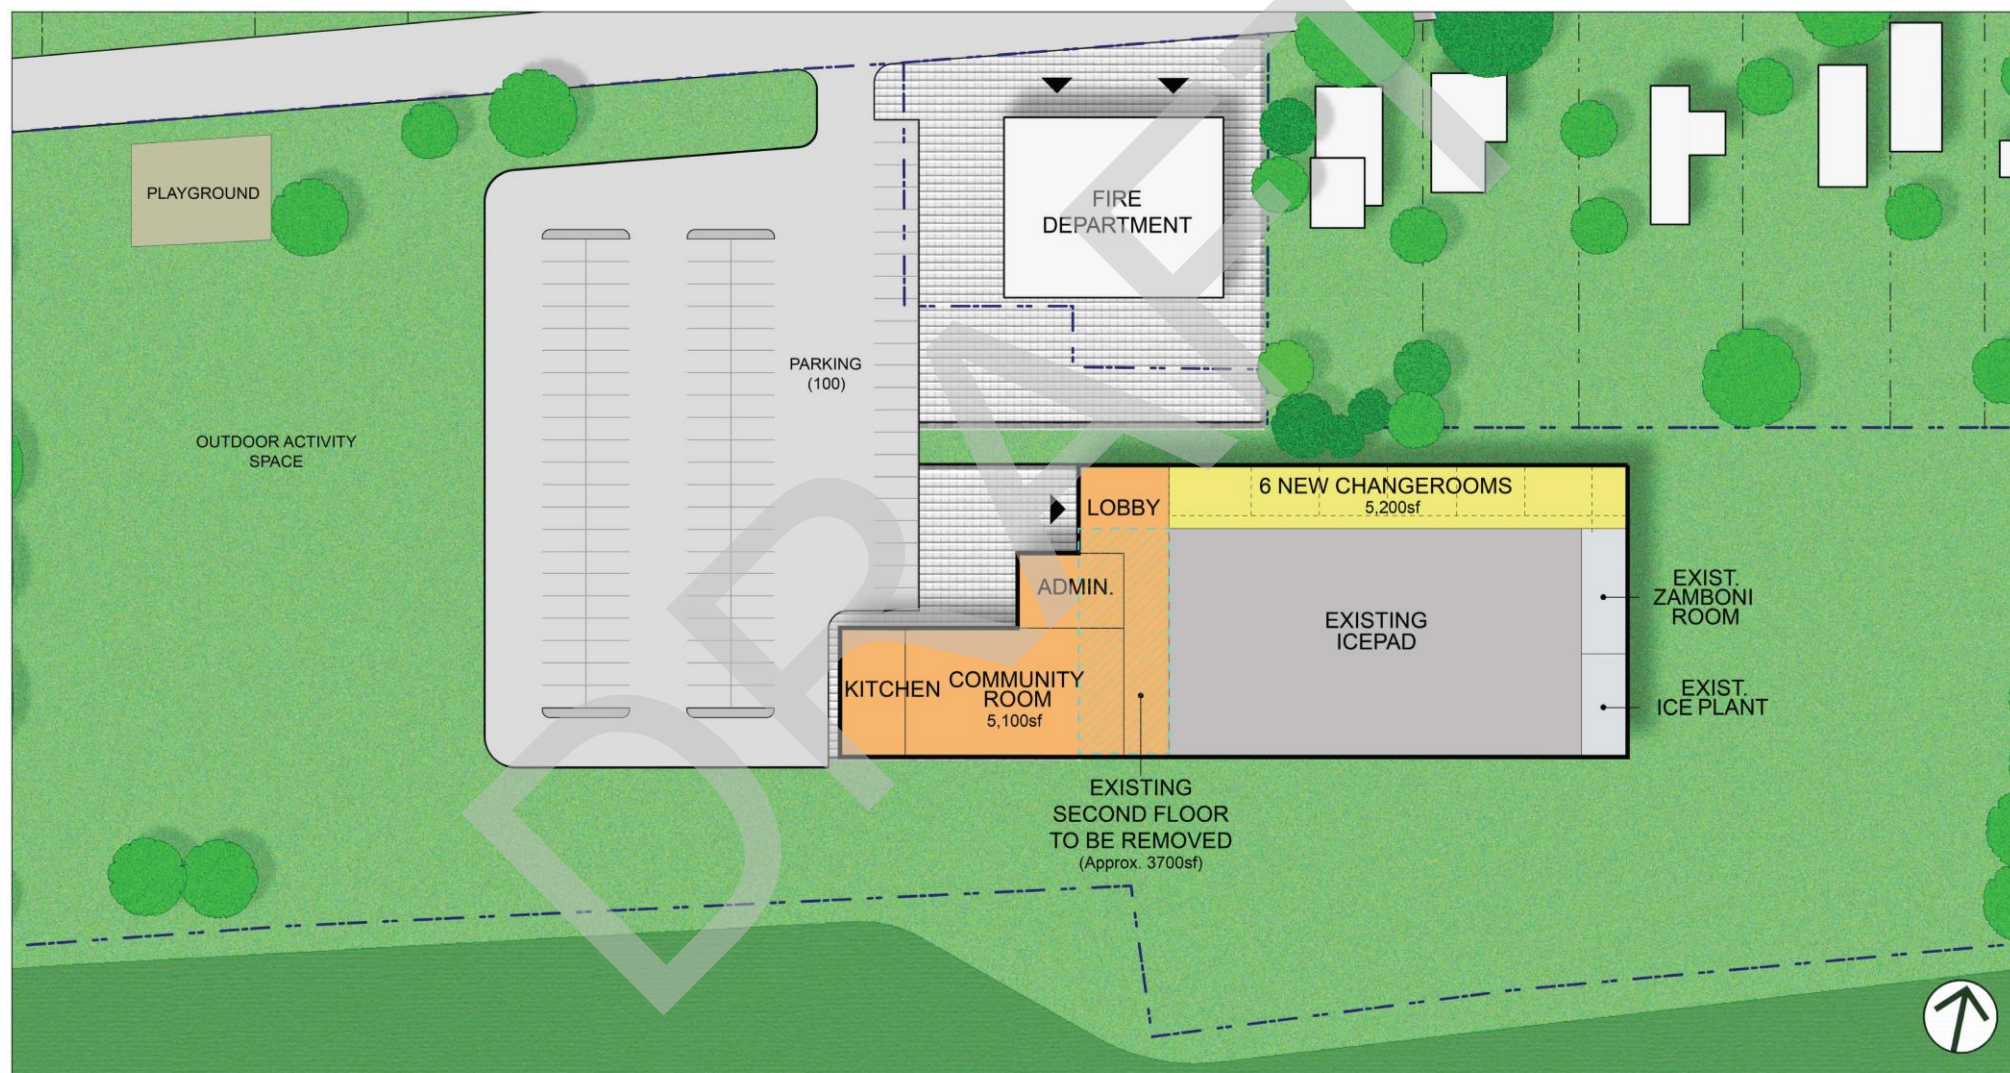 PLAYGROUND
FIRE
DEPARTMENT
PARKING
(100)
OUTDOOR ACTIVITY
SPACE
LOBBY
6 NEW CHANGEROOMS
5,200sf
ADMIN.
EXISTING
ICEPAD
EXIST.
ZAMBONI
ROOM
KITCHEN
COMMUNITY
ROOM
5,100sf
EXIST.
ICE PLANT
EXISTING
SECOND FLOOR
TO BE REMOVED
(Approx. 3700sf)
DRAFT